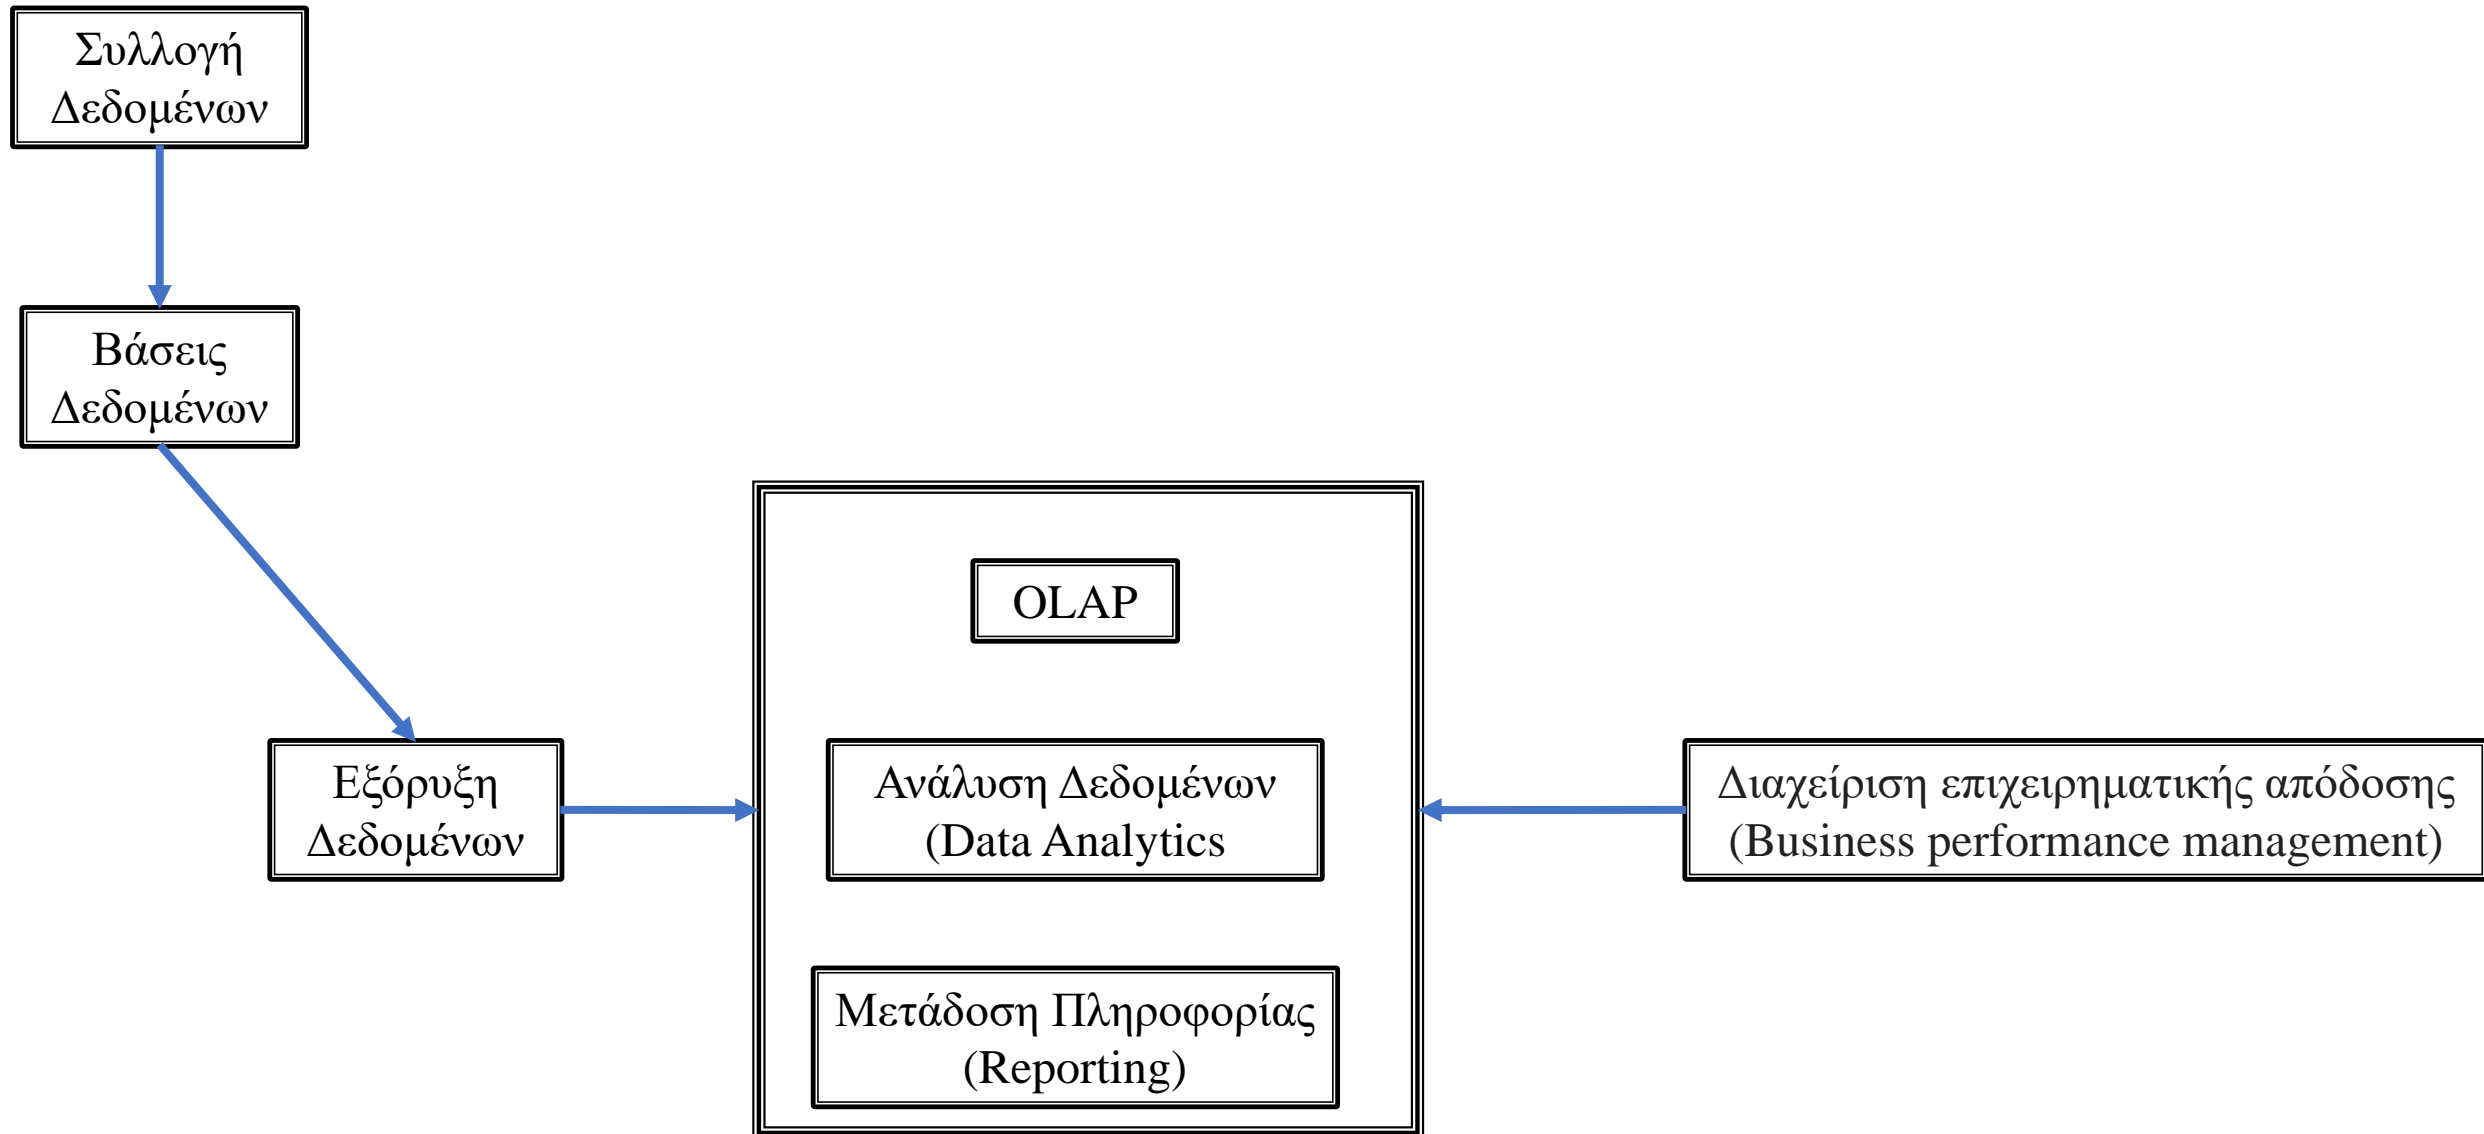 Συλλογή
Δεδομένων
Βάσεις
Δεδομένων
OLAP
Εξόρυξη
Δεδομένων
Ανάλυση Δεδομένων
(Data Analytics
Διαχείριση επιχειρηματικής απόδοσης
(Business performance management)
Μετάδοση Πληροφορίας
(Reporting)